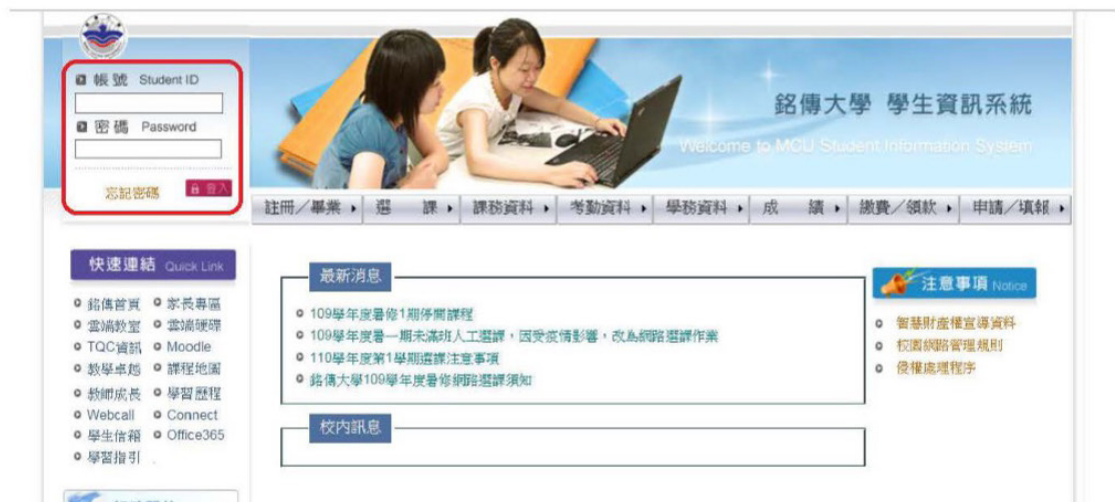 帳號 Student ID
密碼 Password
忘記密碼 登入
銘傳大學 學生資訊系統
Welcome to MCU Student Information System
註冊／畢業 選 課 課務資料 考勤資料 學務資料 成 績 繳費／領款 申請／填報
快速連結 Quick Link
銘傳首頁 家長專區
雲端教室 雲端硬碟
TQC資訊 Moodle
教學卓越 課程地圖
教師成長 學習歷程
Webcall Connect
學生信箱 Office365
學習指引
最新消息
109學年度暑修1期停開課程
109學年度暑一期未滿班人工選課，因受疫情影響，改為網路選課作業
110學年度第1學期選課注意事項
銘傳大學109學年度暑修網路選課須知
校內訊息
注意事項 Notice
智慧財產權宣導資料
校園網路管理規則
侵權處理程序